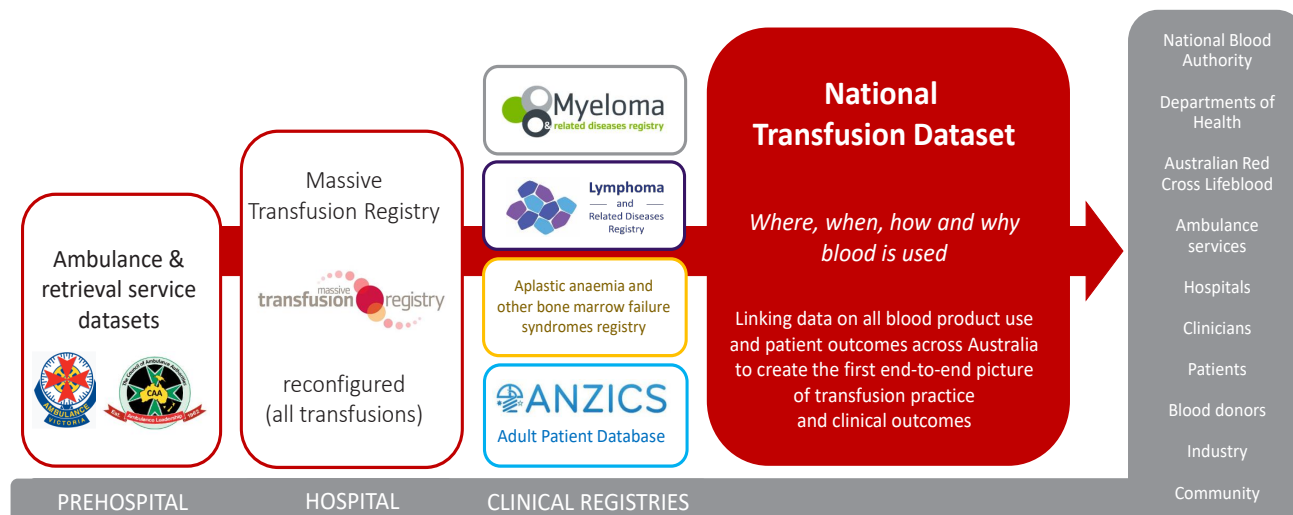 Ambulance &
retrieval service
datasets
AMBULANCE
VICTORIA
The Council of Ambulance Authorities
CAA
Est. Ambulance Leadership 1962
PREHOSPITAL
Massive
Transfusion Registry
massive
transfusion registry
reconfigured
(all transfusions)
HOSPITAL
Myeloma
& related diseases registry
Lymphoma
and
Related Diseases
Registry
Aplastic anaemia and
other bone marrow failure
syndromes registry
ANZICS
Adult Patient Database
CLINICAL REGISTRIES
National
Transfusion Dataset
Where, when, how and why
blood is used
Linking data on all blood product use
and patient outcomes across Australia
to create the first end-to-end picture
of transfusion practice
and clinical outcomes
National Blood
Authority
Departments of
Health
Australian Red
Cross Lifeblood
Ambulance
services
Hospitals
Clinicians
Patients
Blood donors
Industry
Community